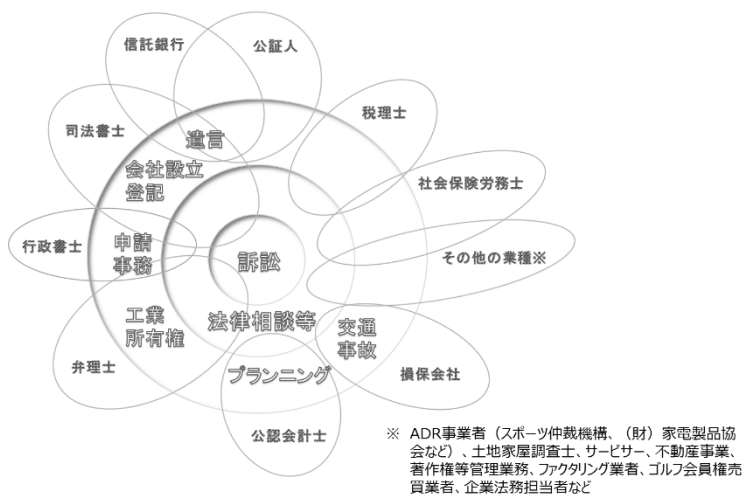 信託銀行
公証人
税理士
司法書士
遺言
会社設立
登記
社会保険労務士
行政書士
申請
事務
訴訟
その他の業種※
工業
所有権
法律相談等
交通
事故
弁理士
プランニング
損保会社
公認会計士
※ ADR事業者（スポーツ仲裁機構、（財）家電製品協
会など）、土地家屋調査士、サービサー、不動産事業、
著作権等管理業務、ファクタリング業者、ゴルフ会員権売
買業者、企業法務担当者など